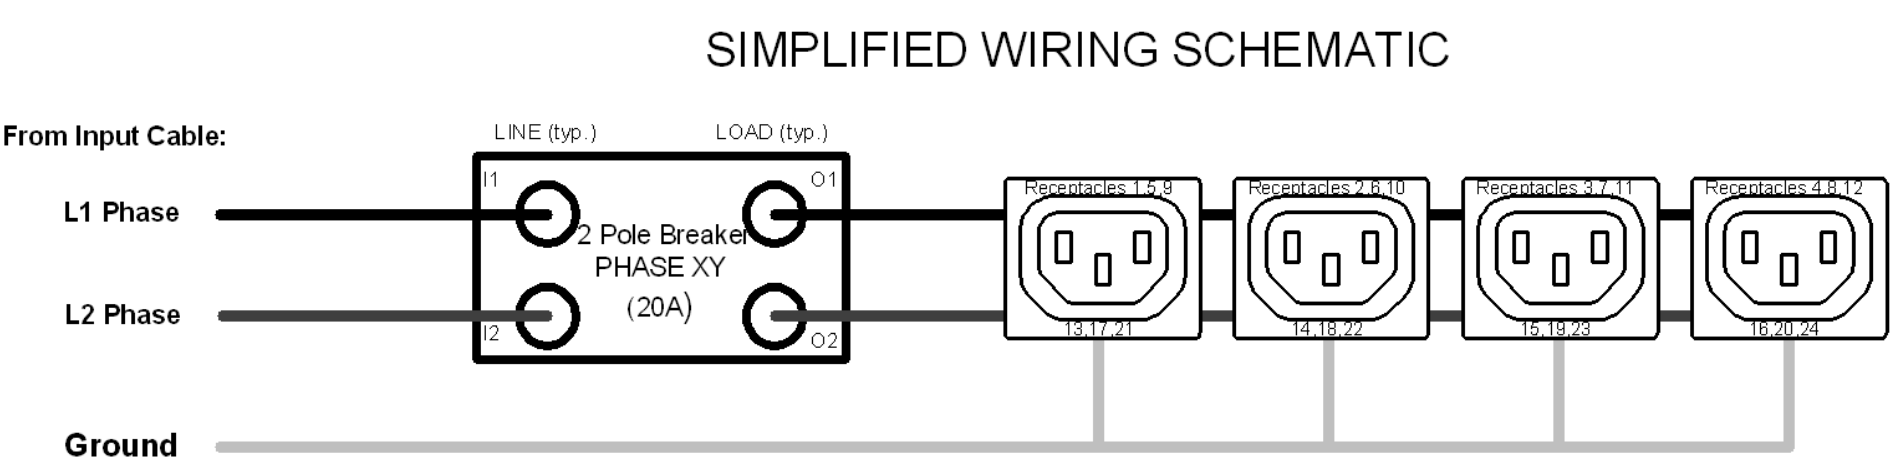 SIMPLIFIED WIRING SCHEMATIC
From Input Cable:
LINE (typ.)
LOAD (typ.)
I1
O1
L1 Phase
2 Pole Breaker
PHASE XY
(20A)
L2 Phase
I2
O2
Receptacles 1,5,9
13,17,21
Receptacles 2,6,10
14,18,22
Receptacles 3,7,11
15,19,23
Receptacles 4,8,12
16,20,24
Ground